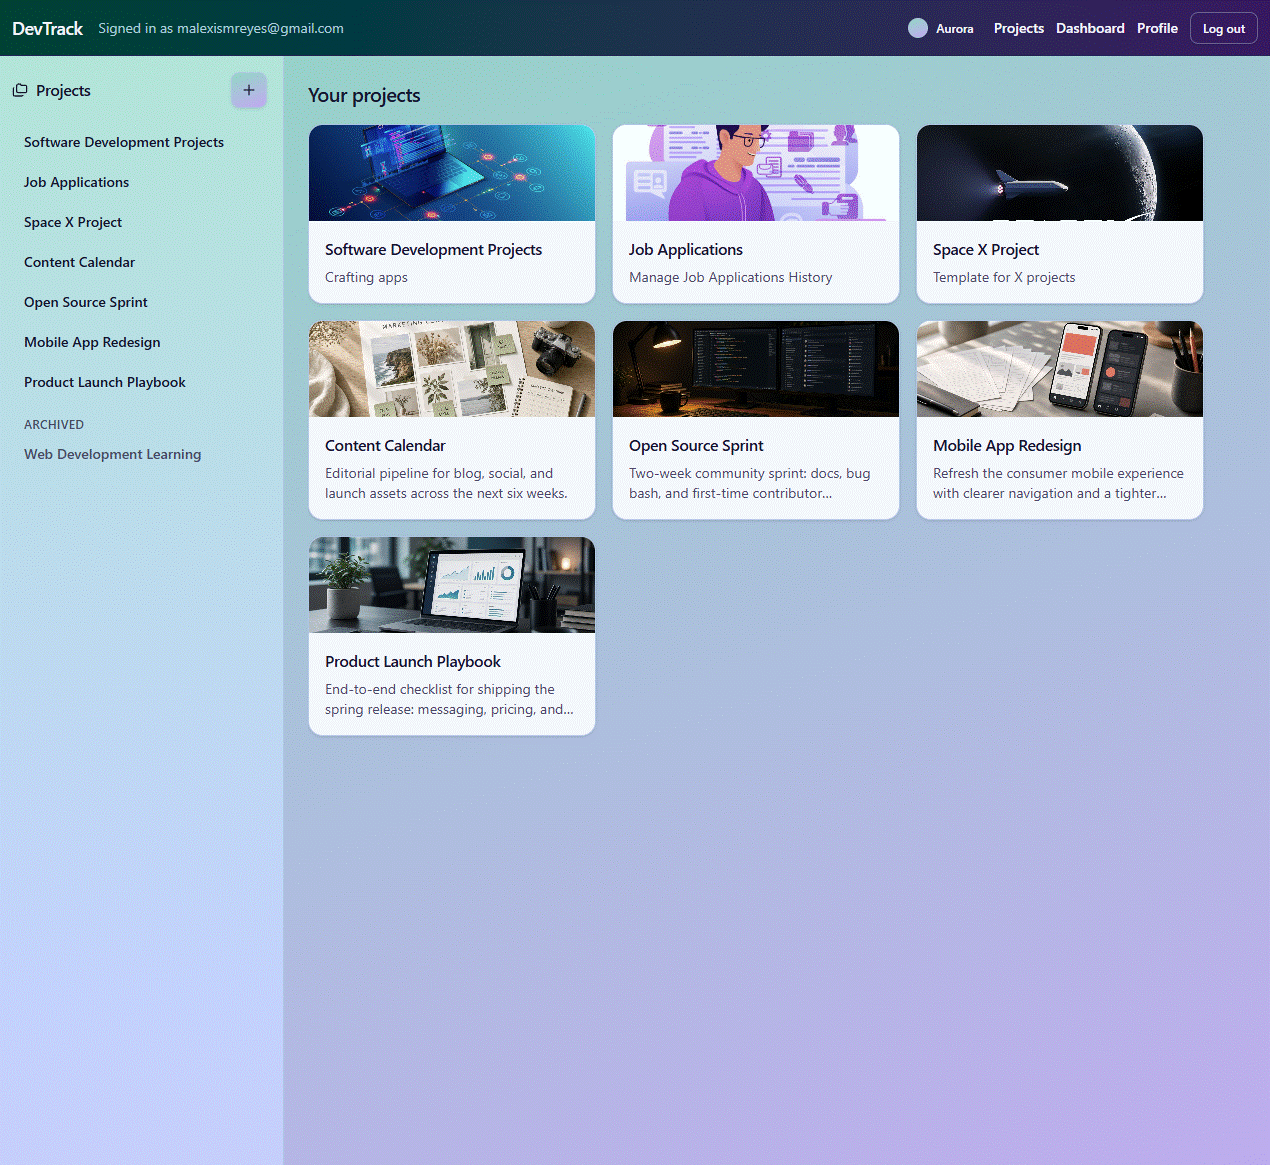 DevTrack
Signed in as malexismreyes@gmail.com
Aurora
Projects
Dashboard
Profile
Log out
Projects
+
Software Development Projects
Job Applications
Space X Project
Content Calendar
Open Source Sprint
Mobile App Redesign
Product Launch Playbook
ARCHIVED
Web Development Learning
Your projects
Software Development Projects
Crafting apps
Job Applications
Manage Job Applications History
Space X Project
Template for X projects
Content Calendar
Editorial pipeline for blog, social, and
launch assets across the next six weeks.
Open Source Sprint
Two-week community sprint: docs, bug
bash, and first-time contributor...
Mobile App Redesign
Refresh the consumer mobile experience
with clearer navigation and a tighter...
Product Launch Playbook
End-to-end checklist for shipping the
spring release: messaging, pricing, and...